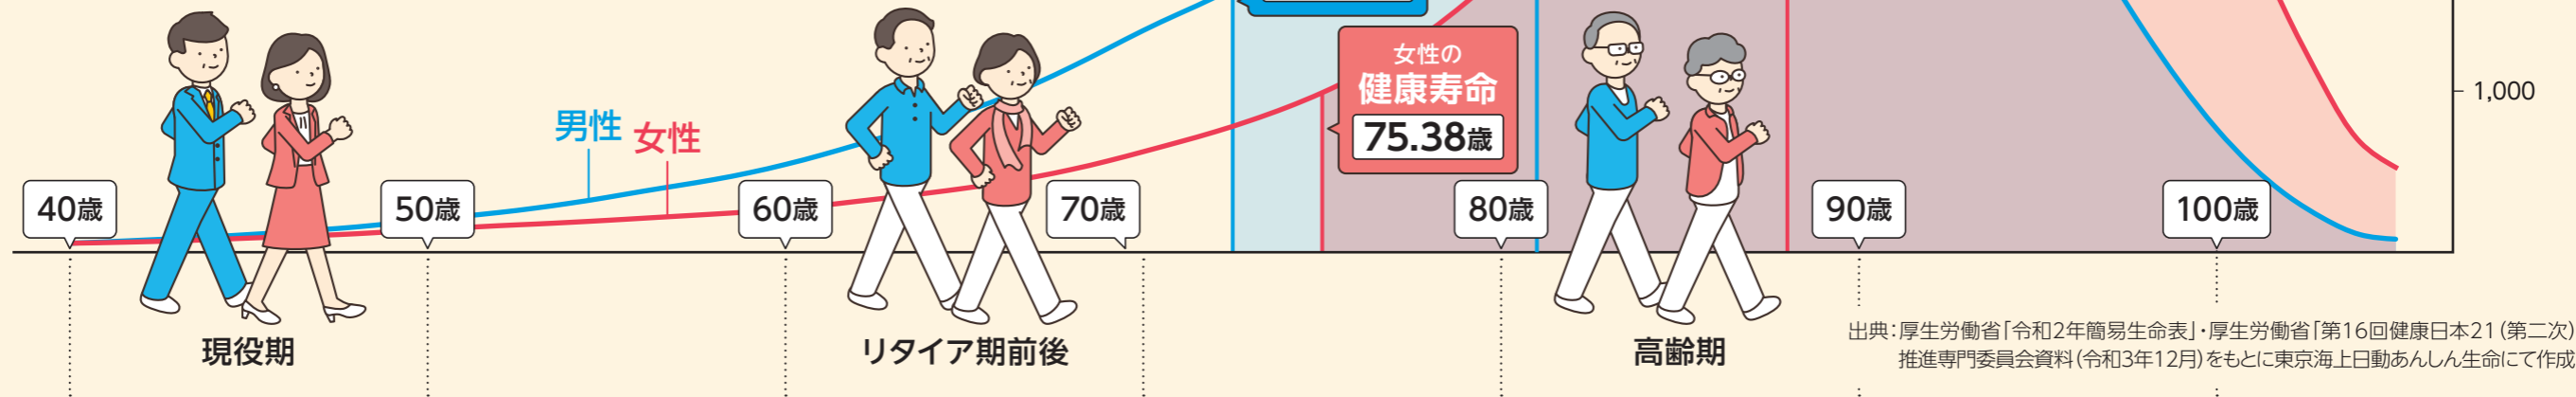 女性の
健康寿命
75.38歳
1,000
男性
女性
40歳
50歳
60歳
70歳
80歳
90歳
100歳
現役期
リタイア期前後
高齢期
出典：厚生労働省「令和2年簡易生命表」・厚生労働省「第16回健康日本21（第二次）
推進専門委員会資料（令和3年12月）をもとに東京海上日動あんしん生命にて作成